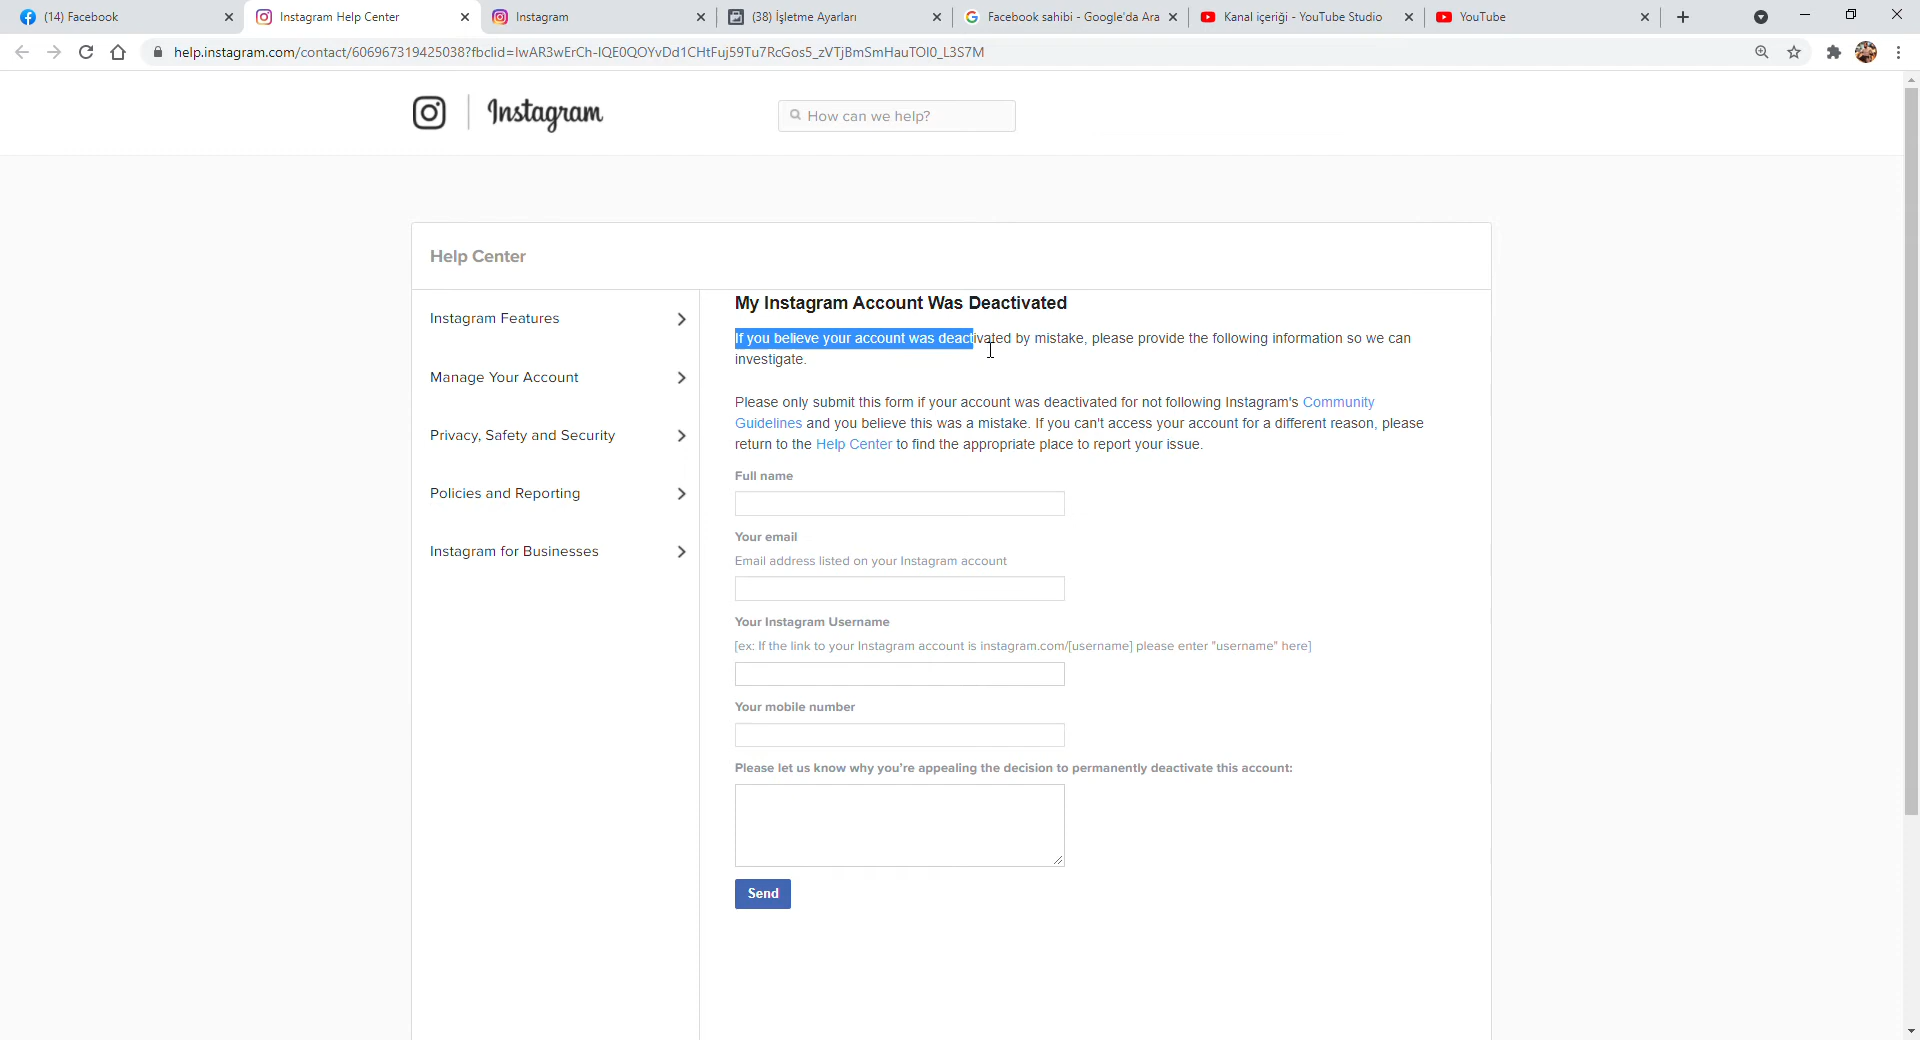 (14) Facebook
Instagram Help Center
Instagram
(38) İşletme Ayarları
Facebook sahibi - Google'da Ara
Kanal içeriği - YouTube Studio
YouTube
help.instagram.com/contact/606967319425038?fbclid=IwAR3wErCh-IQE0QOYvDd1CHtFuj59Tu7RcGos5_zVTjBmSmHauTOI0_L3S7M
Instagram
How can we help?
Help Center
Instagram Features
Manage Your Account
Privacy, Safety and Security
Policies and Reporting
Instagram for Businesses
My Instagram Account Was Deactivated
If you believe your account was deactivated by mistake, please provide the following information so we can
investigate.
Please only submit this form if your account was deactivated for not following Instagram's Community
Guidelines and you believe this was a mistake. If you can't access your account for a different reason, please
return to the Help Center to find the appropriate place to report your issue.
Full name
Your email
Email address listed on your Instagram account
Your Instagram Username
[ex: If the link to your Instagram account is instagram.com/[username] please enter "username" here]
Your mobile number
Please let us know why you're appealing the decision to permanently deactivate this account:
Send